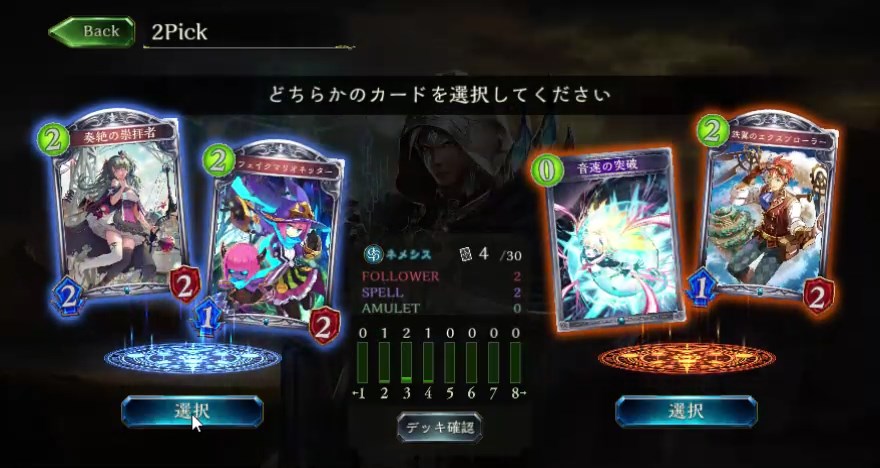 Back
2Pick
どちらかのカードを選択してください
2
奏絶の崇拝者
2
2
2
フェイクマリオネッター
1
2
0
音速の突破
2
鉄翼のエクスプローラー
1
2
ネメシス 4 /30
FOLLOWER 2
SPELL 2
AMULET 0
0 1 2 1 0 0 0 0
←1 2 3 4 5 6 7 8→
選択
選択
デッキ確認